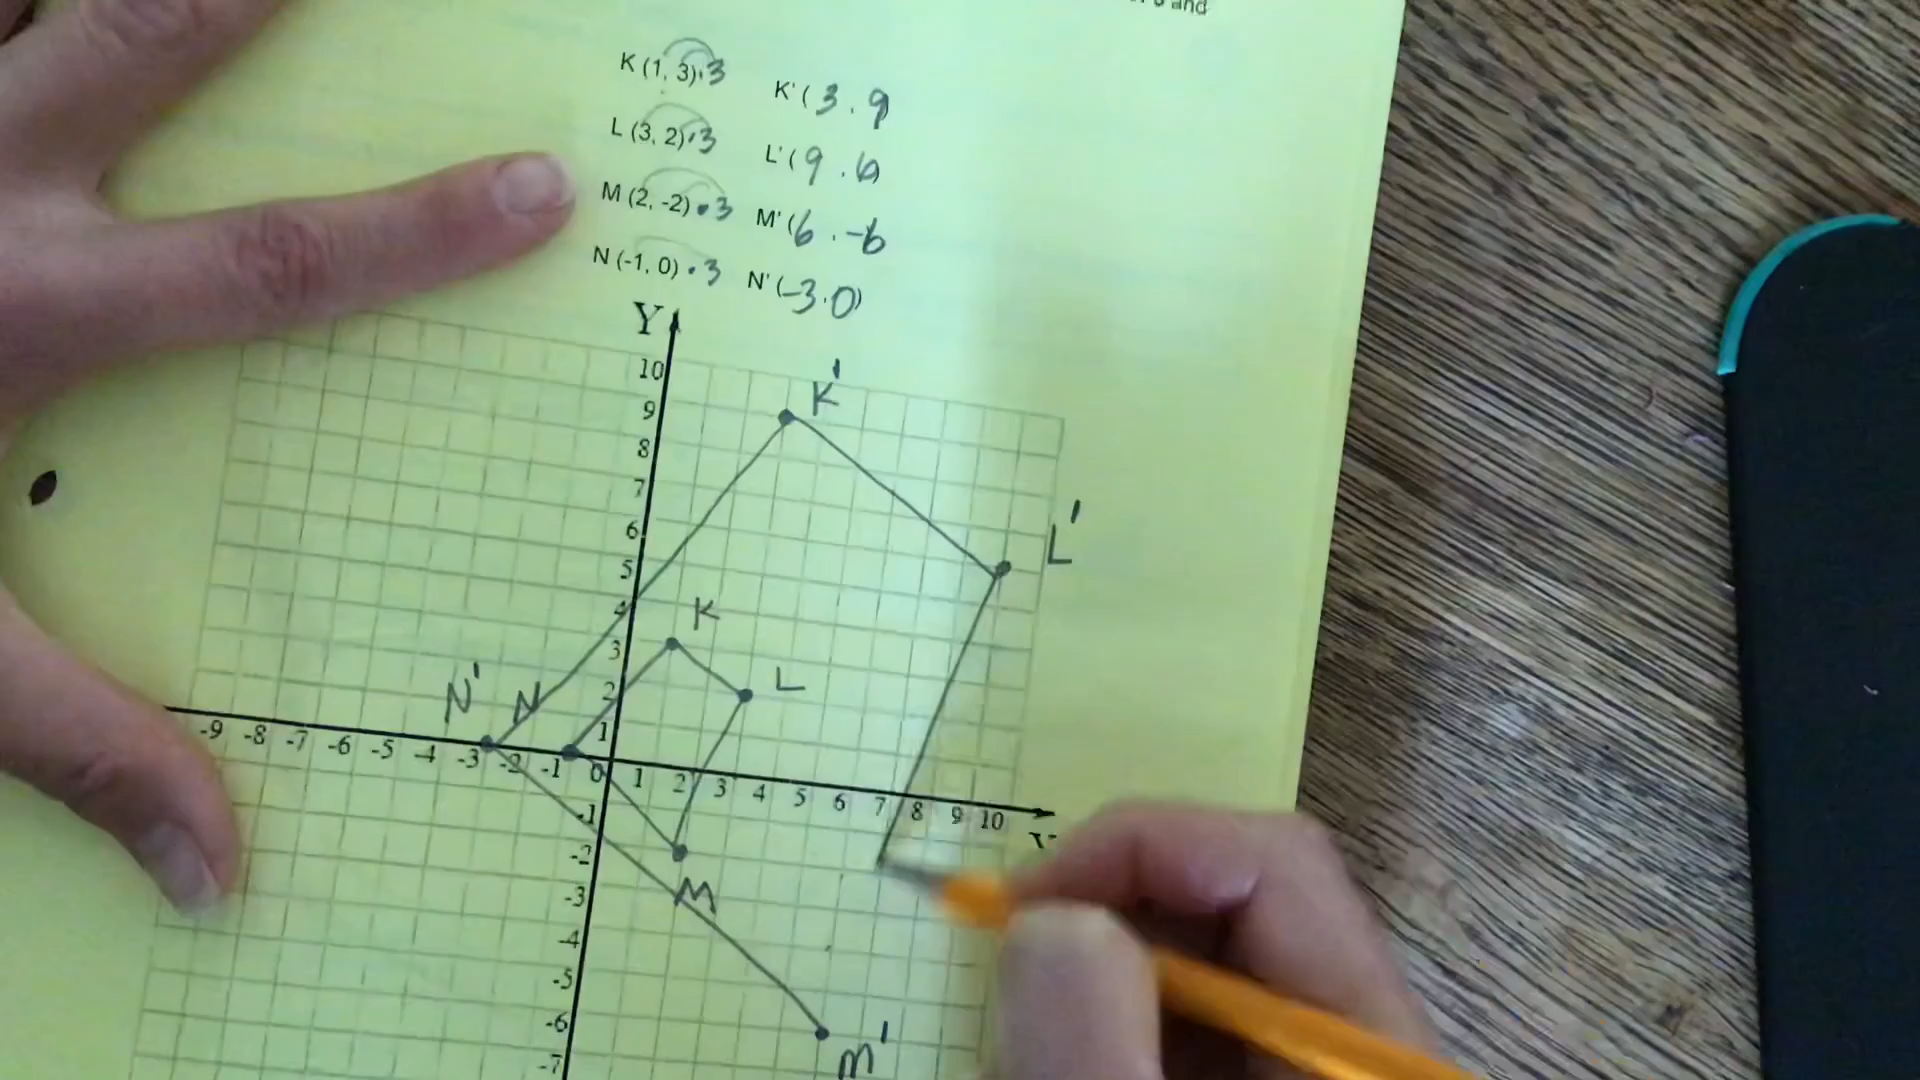 and
K (1, 3)·3 K' ( 3 . 9
L (3, 2)·3 L' ( 9 . 6)
M (2, -2)·3 M' (6 . -6
N (-1, 0)·3 N' (-3.0)
Y
10
K'
9
8
7
6
L'
5
4
K
3
N' N 2 L
1
-9 -8 -7 -6 -5 -4 -3 -2 -1 0 1 2 3 4 5 6 7 8 9 10
-1
-2
M
-3
-4
-5
-6
M'
-7